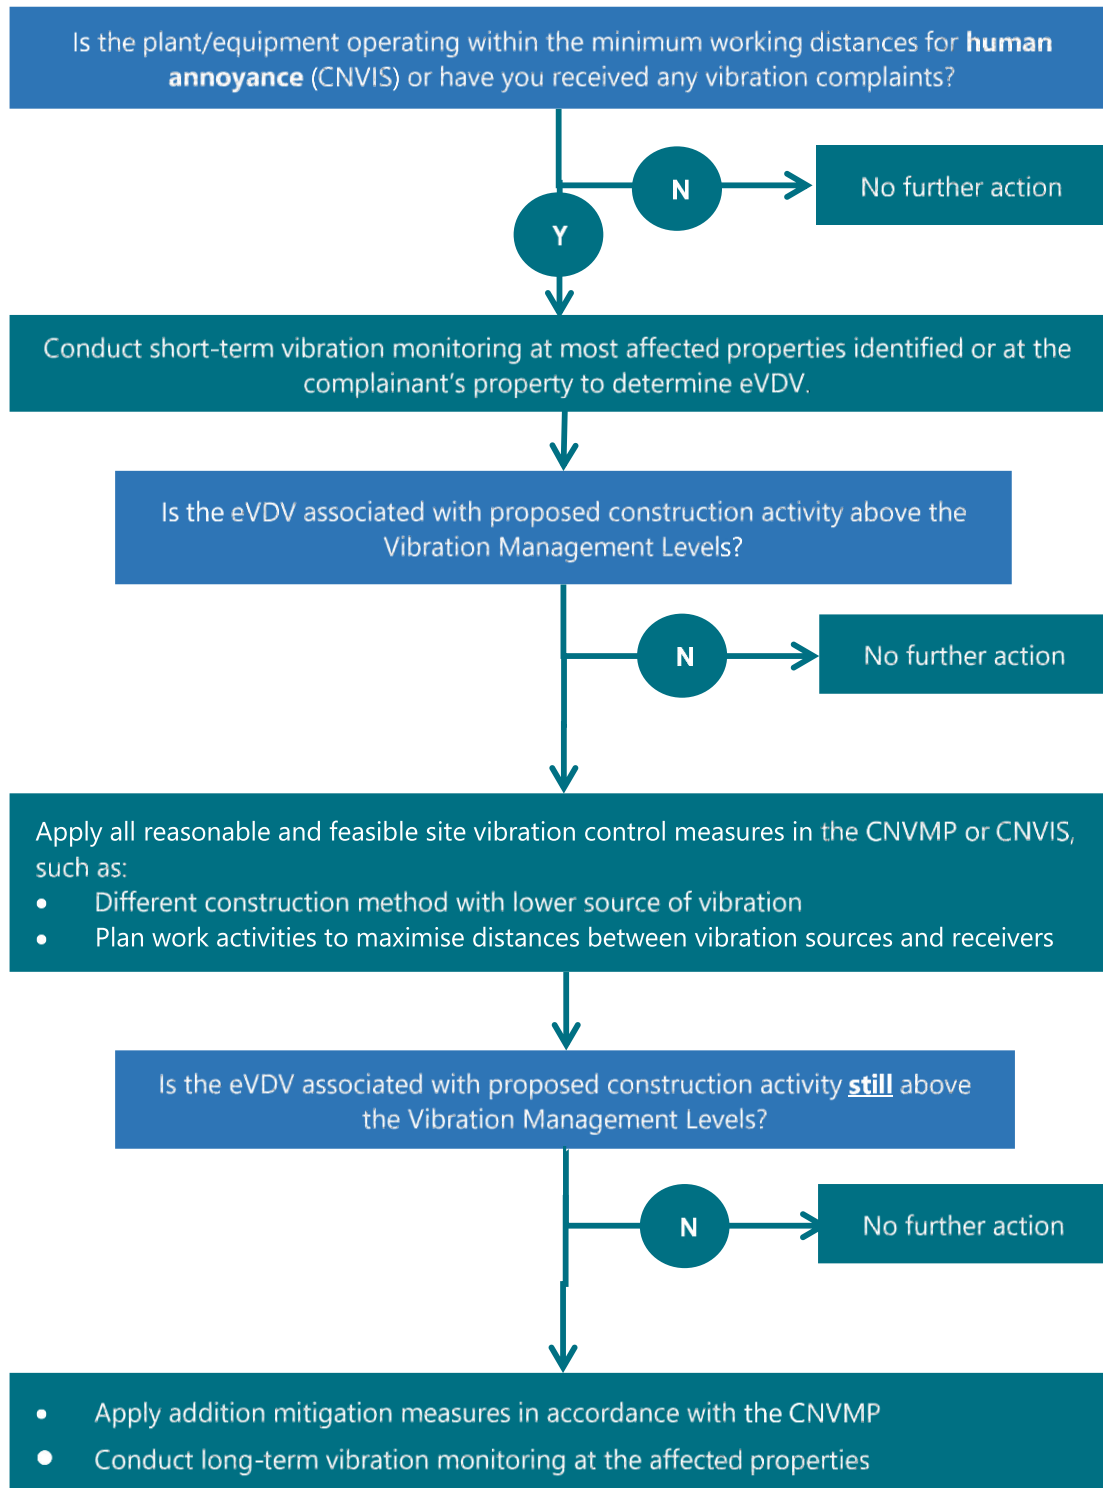 Is the plant/equipment operating within the minimum working distances for human
annoyance (CNVIS) or have you received any vibration complaints?
N
No further action
Y
Conduct short-term vibration monitoring at most affected properties identified or at the
complainant's property to determine eVDV.
Is the eVDV associated with proposed construction activity above the
Vibration Management Levels?
N
No further action
Apply all reasonable and feasible site vibration control measures in the CNVMP or CNVIS,
such as:
• Different construction method with lower source of vibration
• Plan work activities to maximise distances between vibration sources and receivers
Is the eVDV associated with proposed construction activity still above
the Vibration Management Levels?
N
No further action
• Apply addition mitigation measures in accordance with the CNVMP
• Conduct long-term vibration monitoring at the affected properties